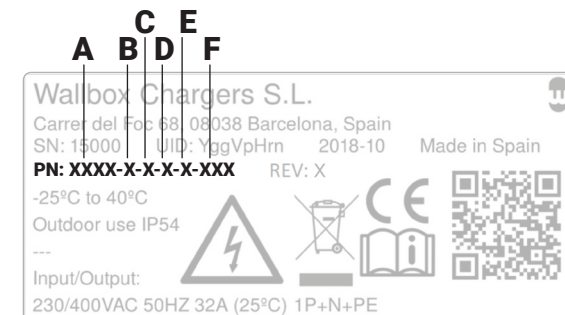 C E
A B D F
Wallbox Chargers S.L.
Carrer del Foc 68, 08038 Barcelona, Spain
SN: 15000 UID: YggVpHrn 2018-10 Made in Spain
PN: XXXX-X-X-X-X-XXX REV: X
-25ºC to 40ºC
Outdoor use IP54
---
Input/Output:
230/400VAC 50HZ 32A (25ºC) 1P+N+PE
CE
i